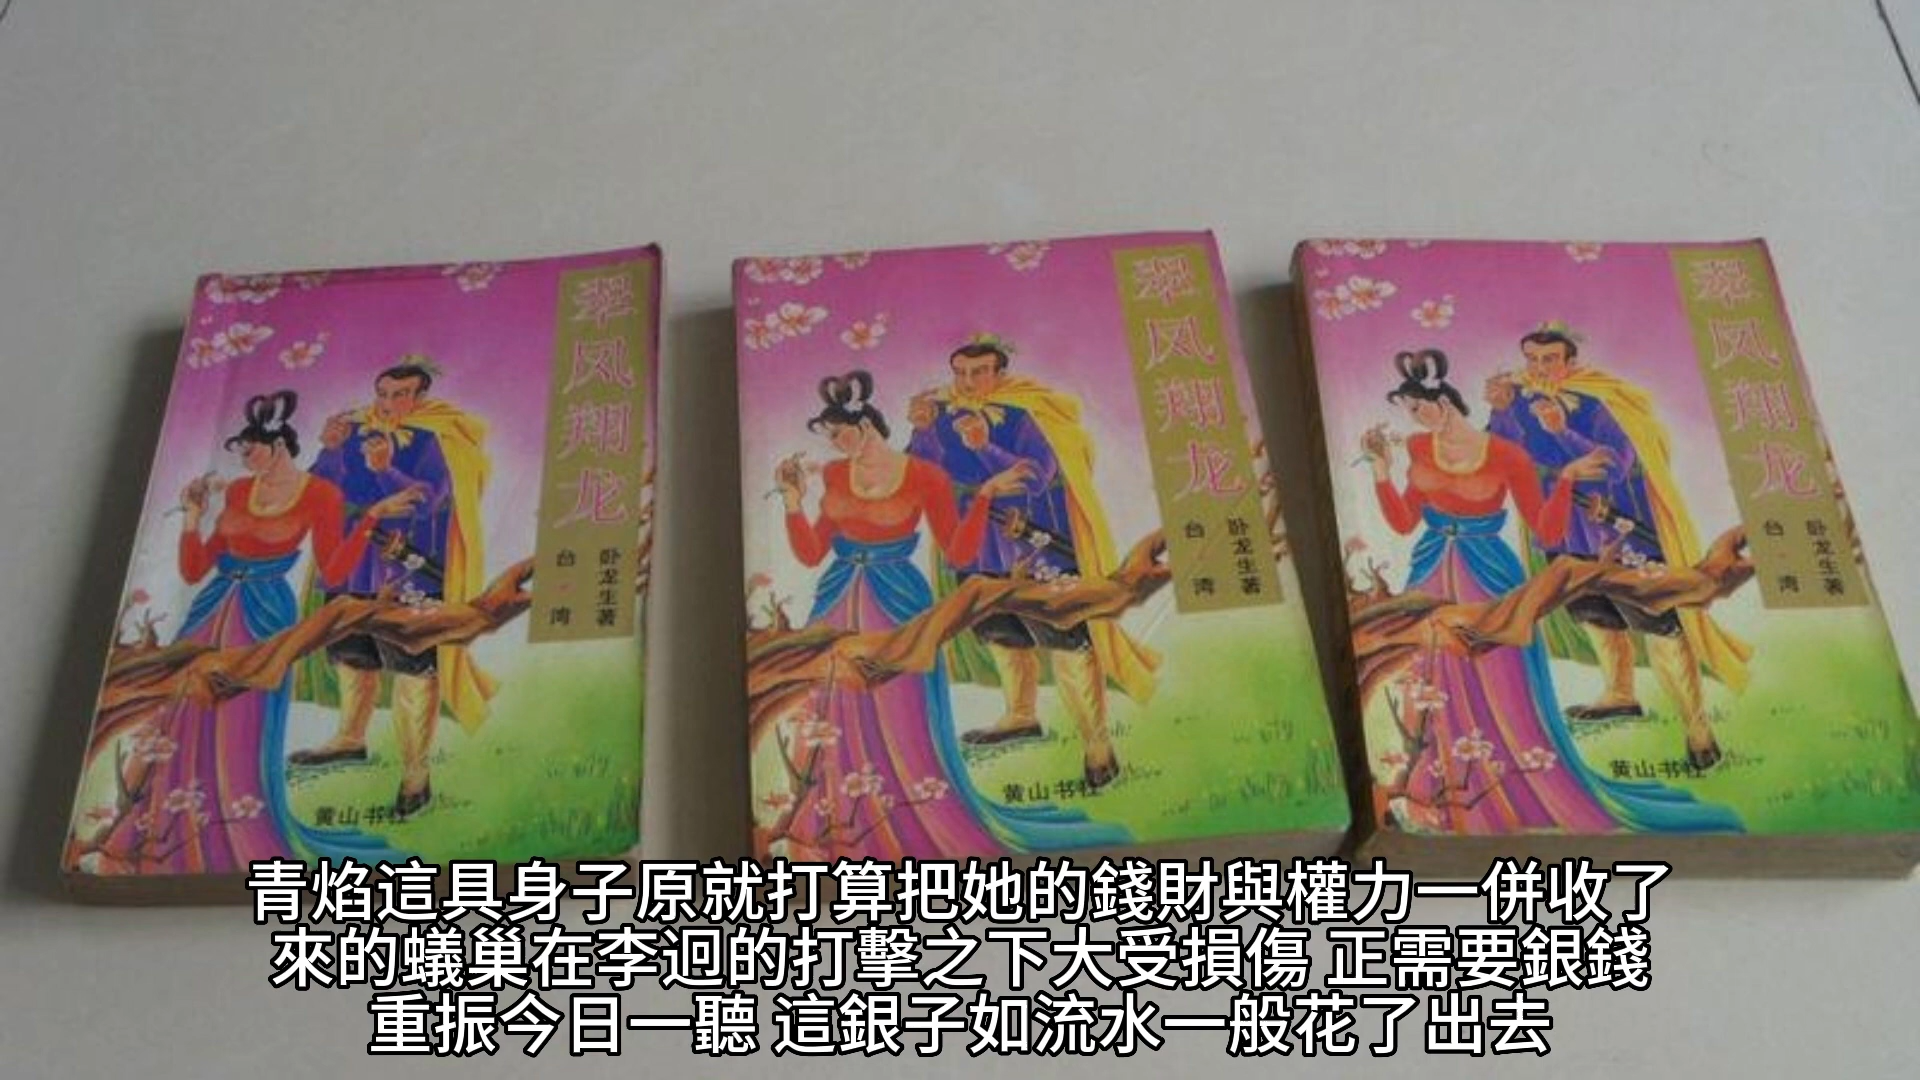 翠凤翔龙
卧龙生著
台湾
黄山书社
翠凤翔龙
卧龙生著
台湾
黄山书社
翠凤翔龙
卧龙生著
台湾
黄山书社
青焰這具身子原就打算把她的錢財與權力一併收了
來的蟻巢在李迥的打擊之下大受損傷 正需要銀錢
重振今日一聽 這銀子如流水一般花了出去